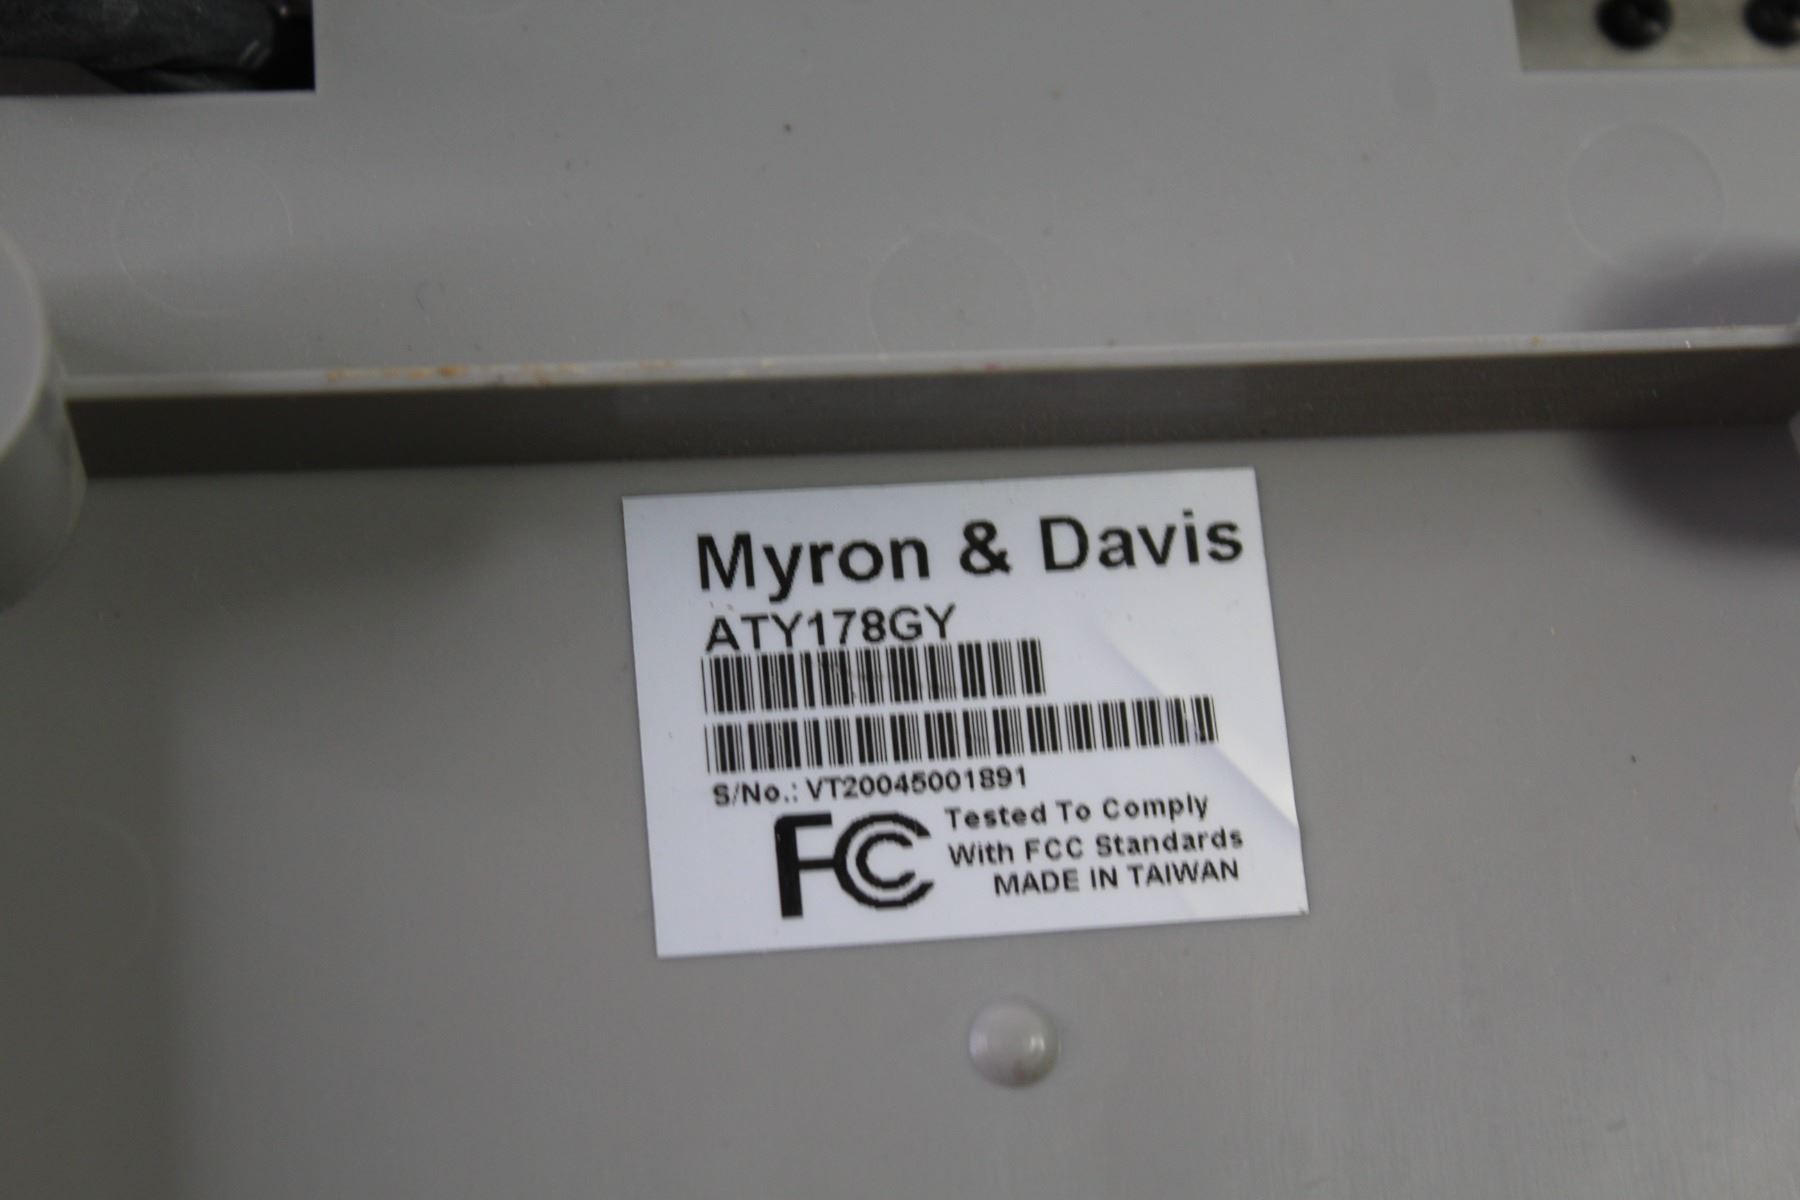 Myron & Davis
ATY178GY
S/No.: VT20045001891
FC Tested To Comply
With FCC Standards
MADE IN TAIWAN